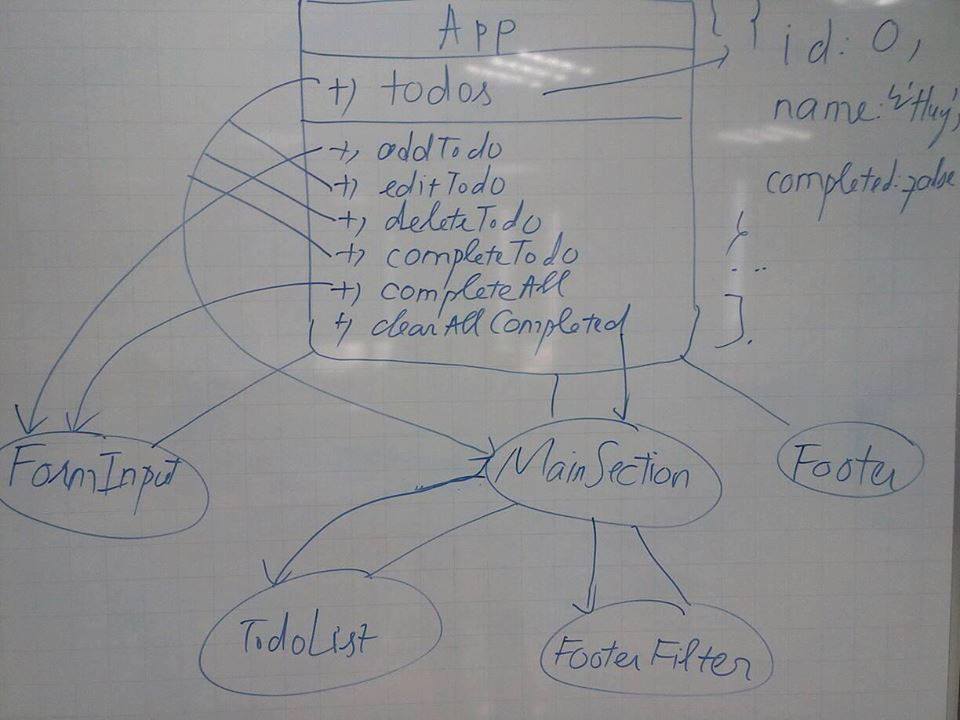 App
+) todos
[ {
id: 0,
name: 'Huy',
completed: false
}
...
].
+) addTodo
+) editTodo
+) deleteTodo
+) completeTodo
+) completeAll
+) clearAllCompleted
FormInput
MainSection
Footer
TodoList
FooterFilter